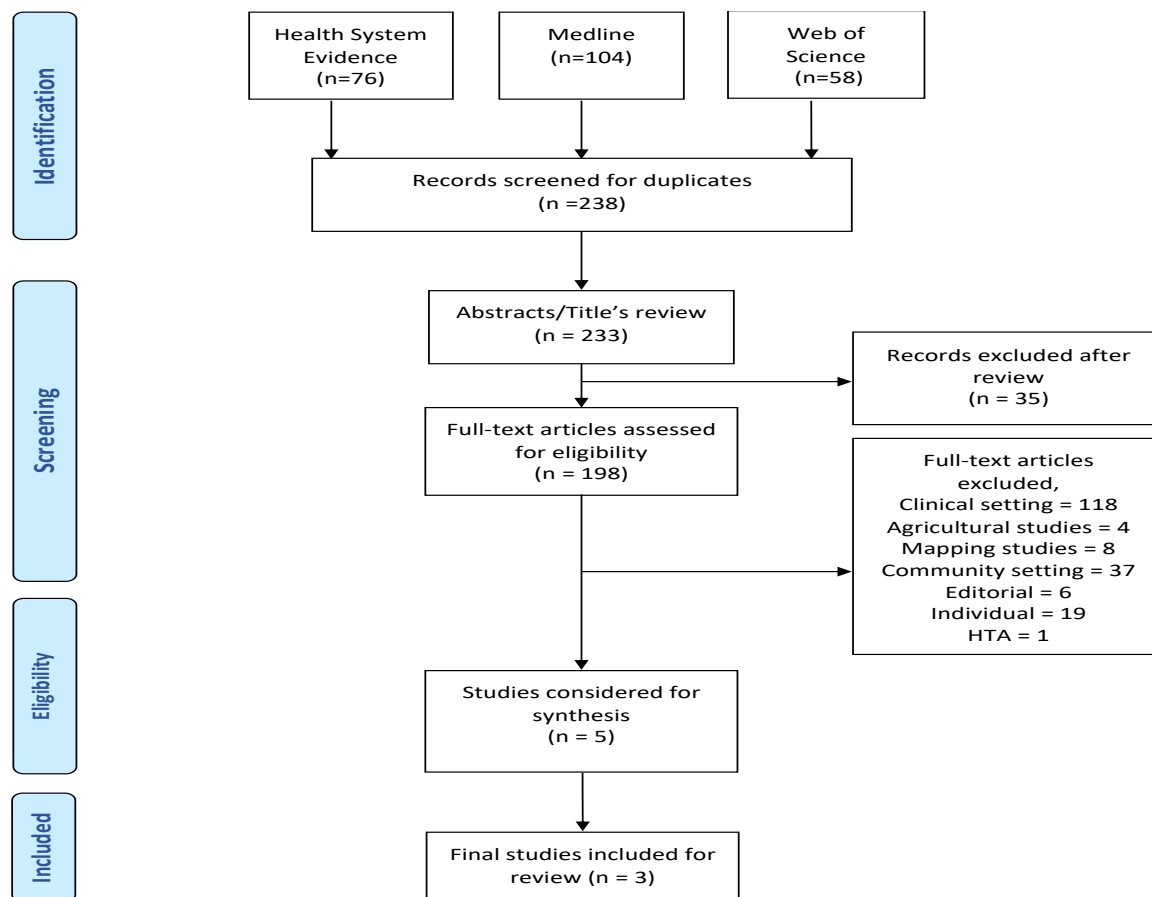 Identification
Health System
Evidence
(n=76)
Medline
(n=104)
Web of
Science
(n=58)
Records screened for duplicates
(n =238)
Screening
Abstracts/Title’s review
(n = 233)
Records excluded after
review
(n = 35)
Full-text articles assessed
for eligibility
(n = 198)
Full-text articles
excluded,
Clinical setting = 118
Agricultural studies = 4
Mapping studies = 8
Community setting = 37
Editorial = 6
Individual = 19
HTA = 1
Eligibility
Studies considered for
synthesis
(n = 5)
Included
Final studies included for
review (n = 3)